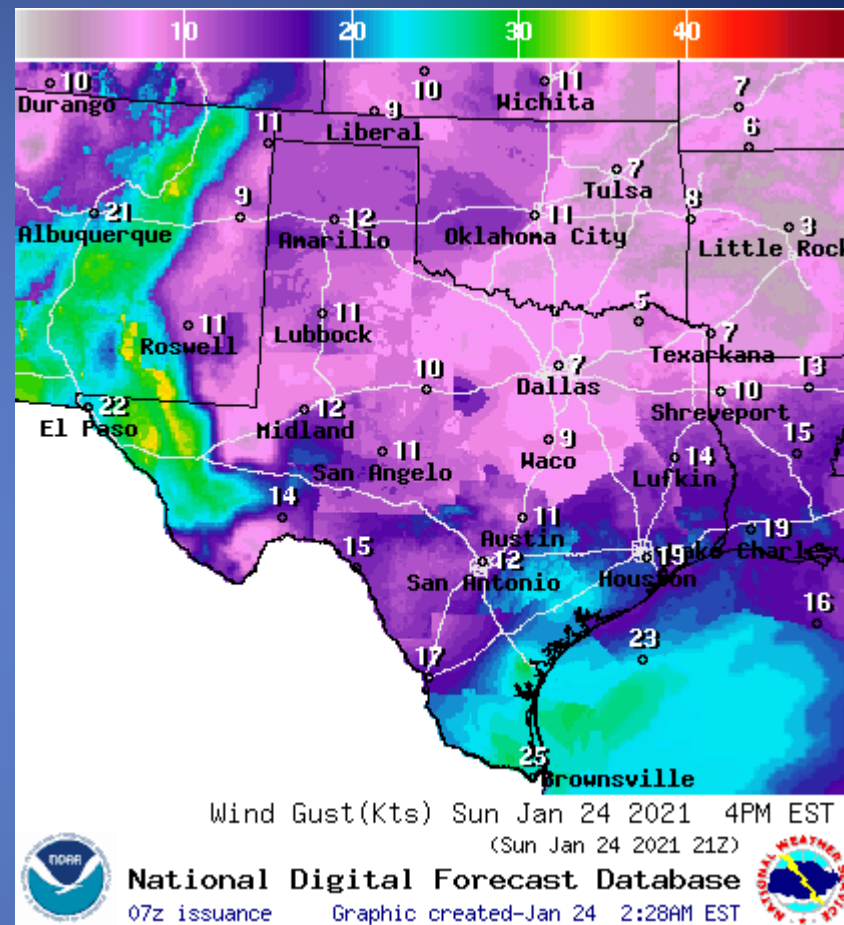 10 20 30 40
10 10 11 7
Durango Wichita
9 6
Liberal
11
7
Tulsa
21 9 12 11 8 3
Albuquerque Amarillo Oklahoma City Little Rock
11 11 5 7
Roswell Lubbock Texarkana
7
Dallas
10 10 13
Shreveport
22 12
El Paso Midland
9 15
Waco
11 14
San Angelo Lufkin
14 11 19
Austin
15 12 19
San Antonio Houston
16
23
17
25
Brownsville
Wind Gust(Kts) Sun Jan 24 2021 4PM EST
(Sun Jan 24 2021 21Z)
National Digital Forecast Database
07z issuance Graphic created-Jan 24 2:28AM EST
NOAA
NATIONAL WEATHER SERVICE